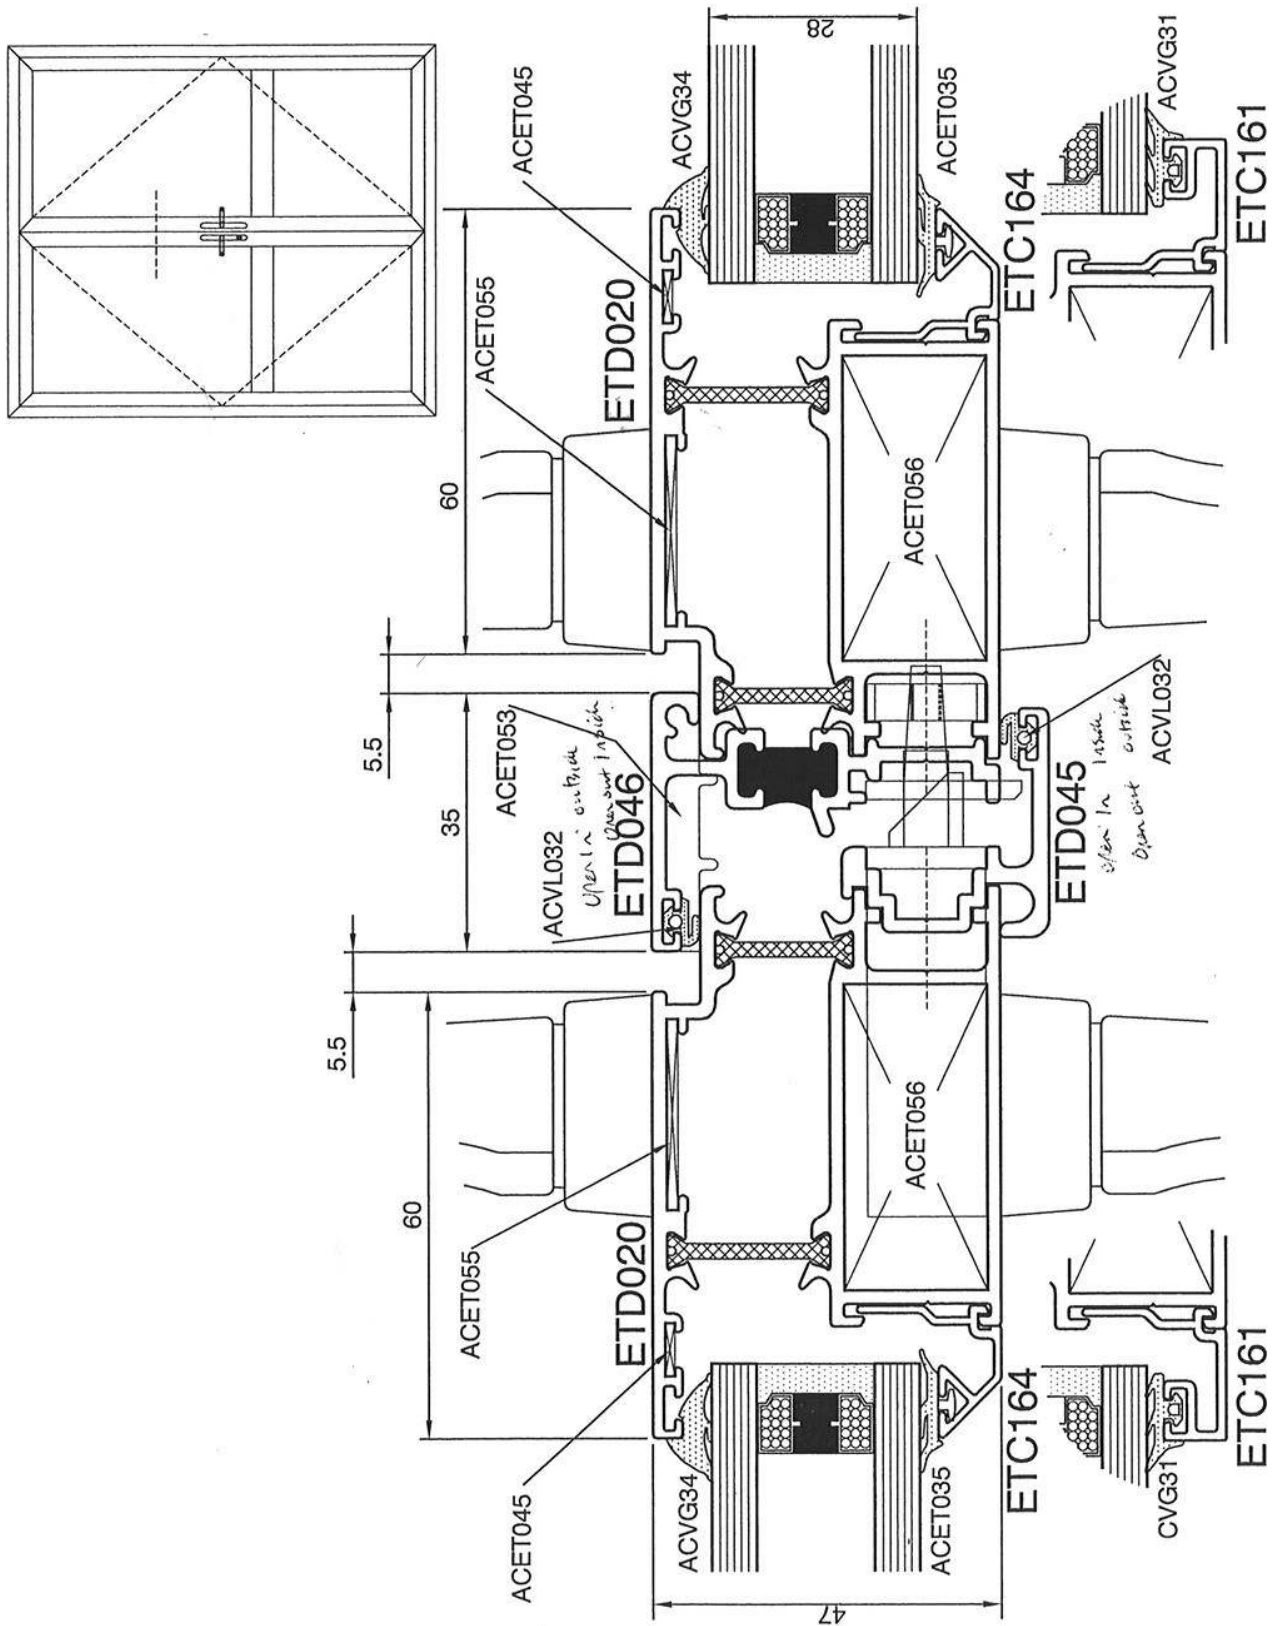 5.5
5.5
60
35
60
ACET055
ACET055
ACET053
ACET045
ACET045
ACVL032
Open In outside
Open out Inside
ETD020
ETD046
ETD020
ACVG34
ACVG34
47
28
ACET056
ACET056
ACET035
ACET035
ETC164
ETC164
ETD045
Open In Inside
Open out outside
ACVL032
CVG31
ACVG31
ETC161
ETC161